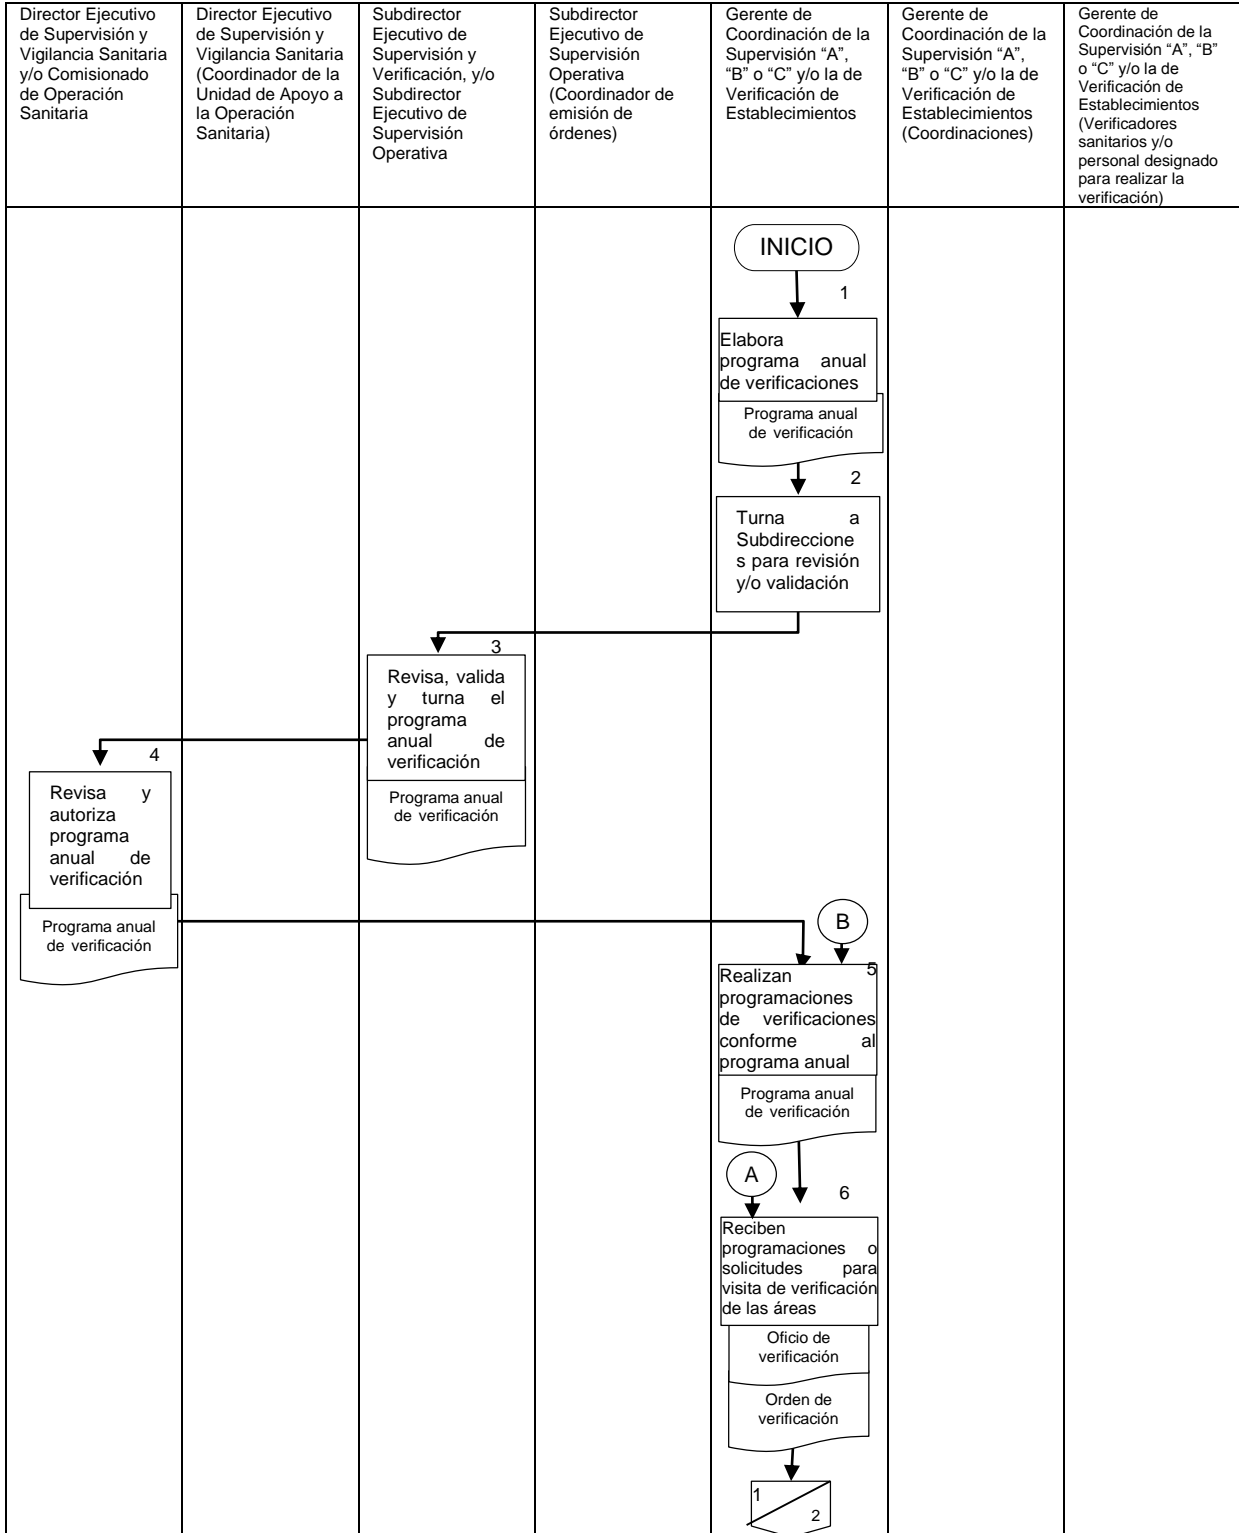 Director Ejecutivo
de Supervisión y
Vigilancia Sanitaria
y/o Comisionado
de Operación
Sanitaria
Director Ejecutivo
de Supervisión y
Vigilancia Sanitaria
(Coordinador de la
Unidad de Apoyo a
la Operación
Sanitaria)
Subdirector
Ejecutivo de
Supervisión y
Verificación, y/o
Subdirector
Ejecutivo de
Supervisión
Operativa
Subdirector
Ejecutivo de
Supervisión
Operativa
(Coordinador de
emisión de
órdenes)
Gerente de
Coordinación de la
Supervisión “A”,
“B” o “C” y/o la de
Verificación de
Establecimientos
Gerente de
Coordinación de la
Supervisión “A”,
“B” o “C” y/o la de
Verificación de
Establecimientos
(Coordinaciones)
Gerente de
Coordinación de la
Supervisión “A”, “B”
o “C” y/o la de
Verificación de
Establecimientos
(Verificadores
sanitarios y/o
personal designado
para realizar la
verificación)
INICIO
1
Elabora
programa anual
de verificaciones
Programa anual
de verificación
2
Turna a
Subdireccione
s para revisión
y/o validación
3
Revisa, valida
y turna el
programa
anual de
verificación
Programa anual
de verificación
4
Revisa y
autoriza
programa
anual de
verificación
Programa anual
de verificación
B
5
Realizan
programaciones
de verificaciones
conforme al
programa anual
Programa anual
de verificación
A
6
Reciben
programaciones o
solicitudes para
visita de verificación
de las áreas
Oficio de
verificación
Orden de
verificación
1
2